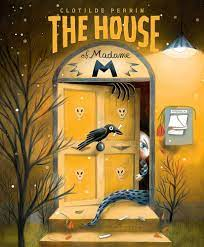 CLOTILDE PERRIN
THE HOUSE
of Madame
M